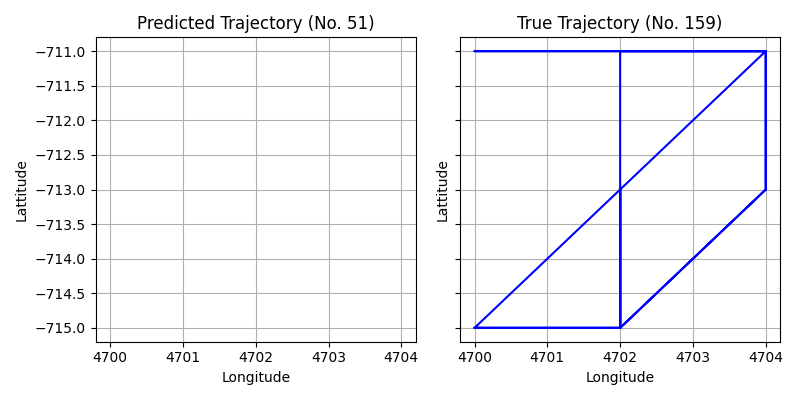 Predicted Trajectory (No. 51)
True Trajectory (No. 159)
−711.0
−711.5
−712.0
−712.5
−713.0
−713.5
−714.0
−714.5
−715.0
Lattitude
Lattitude
4700 4701 4702 4703 4704
4700 4701 4702 4703 4704
Longitude
Longitude